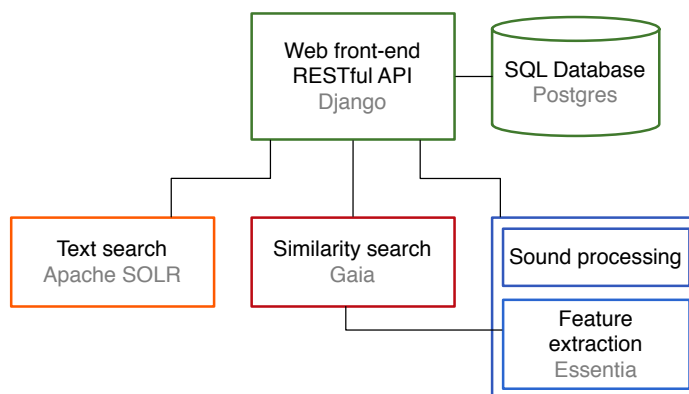 Web front-end
RESTful API
Django
SQL Database
Postgres
Text search
Apache SOLR
Similarity search
Gaia
Sound processing
Feature
extraction
Essentia